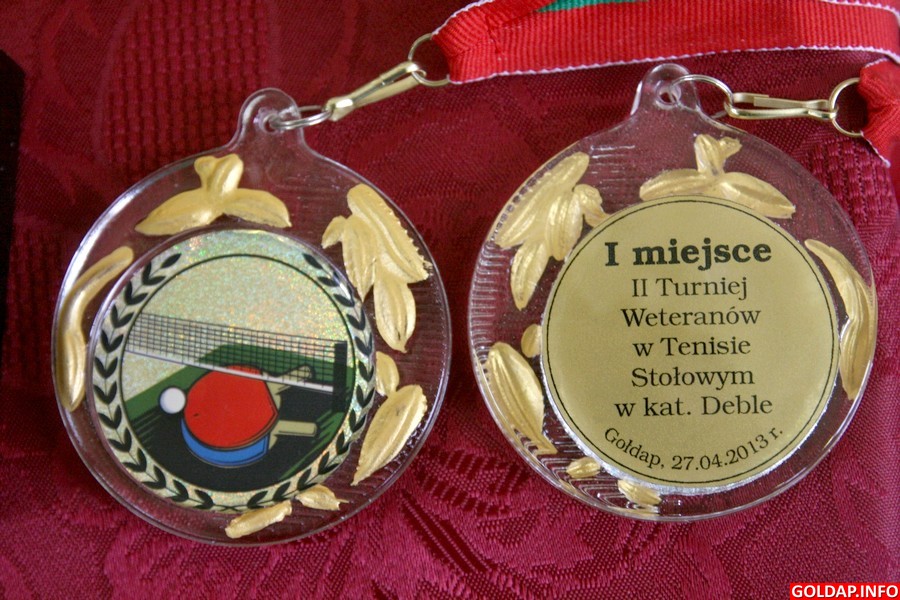 I miejsce
II Turniej
Weteranów
w Tenisie
Stołowym
w kat. Deble
Gołdap, 27.04.2013 r.
GOLDAP.INFO